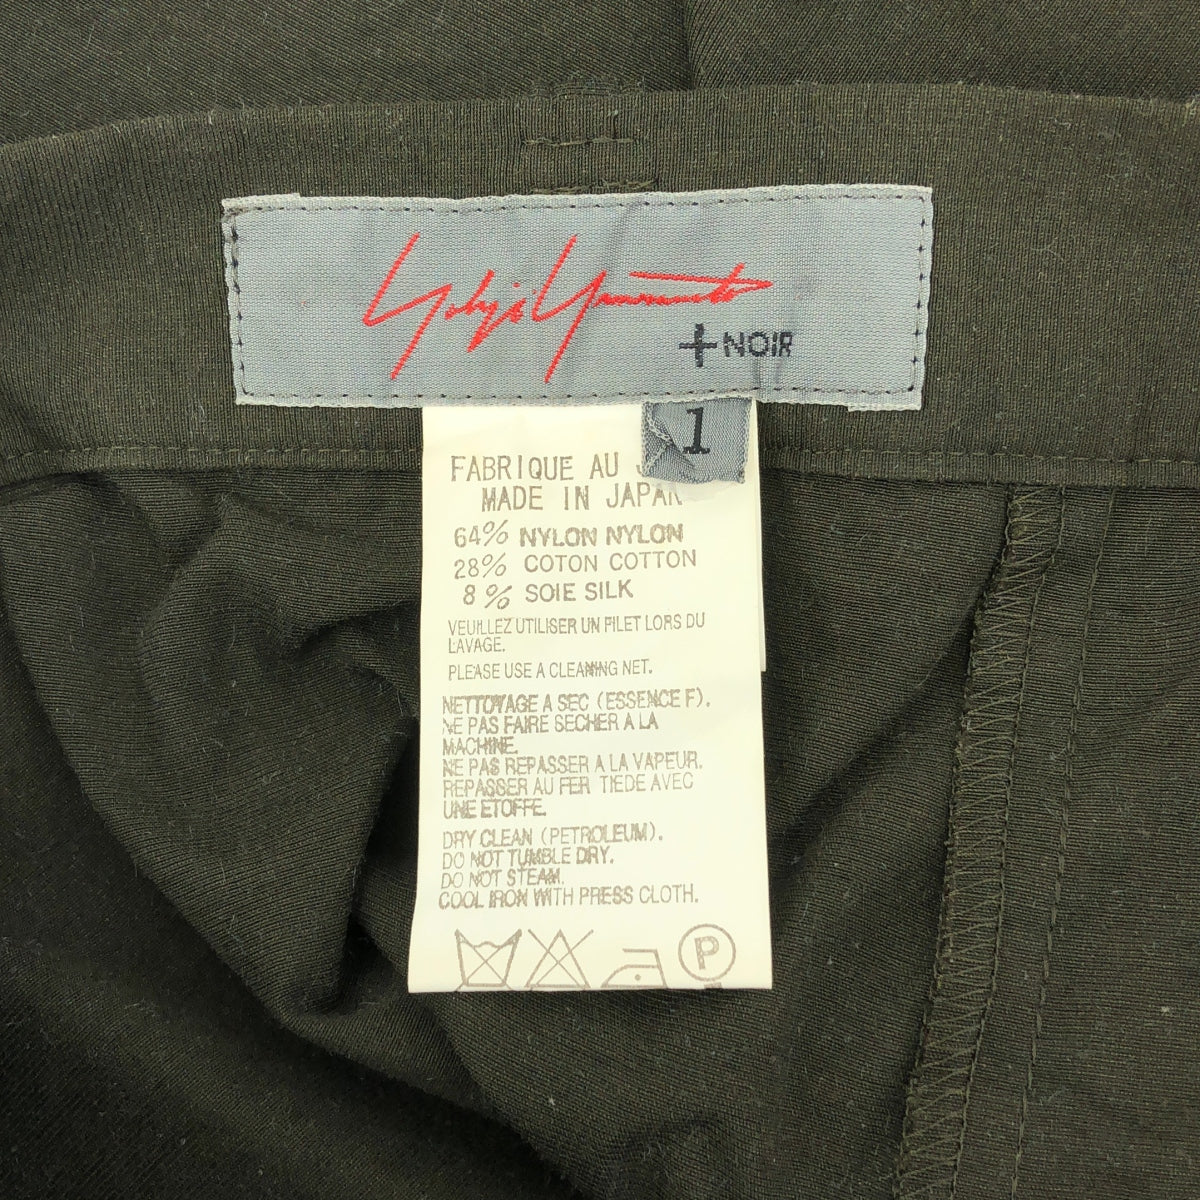 Yohji Yamamoto
+NOIR
1
FABRIQUE AU
MADE IN JAPAN
64% NYLON NYLON
28% COTON COTTON
8% SOIE SILK
VEUILLEZ UTILISER UN FILET LORS DU
LAVAGE.
PLEASE USE A CLEANING NET.
NETTOYAGE A SEC (ESSENCE F).
NE PAS FAIRE SECHER A LA
MACHINE.
NE PAS REPASSER A LA VAPEUR.
REPASSER AU FER TIEDE AVEC
UNE ETOFFE.
DRY CLEAN (PETROLEUM).
DO NOT TUMBLE DRY.
DO NOT STEAM.
COOL IRON WITH PRESS CLOTH.
P